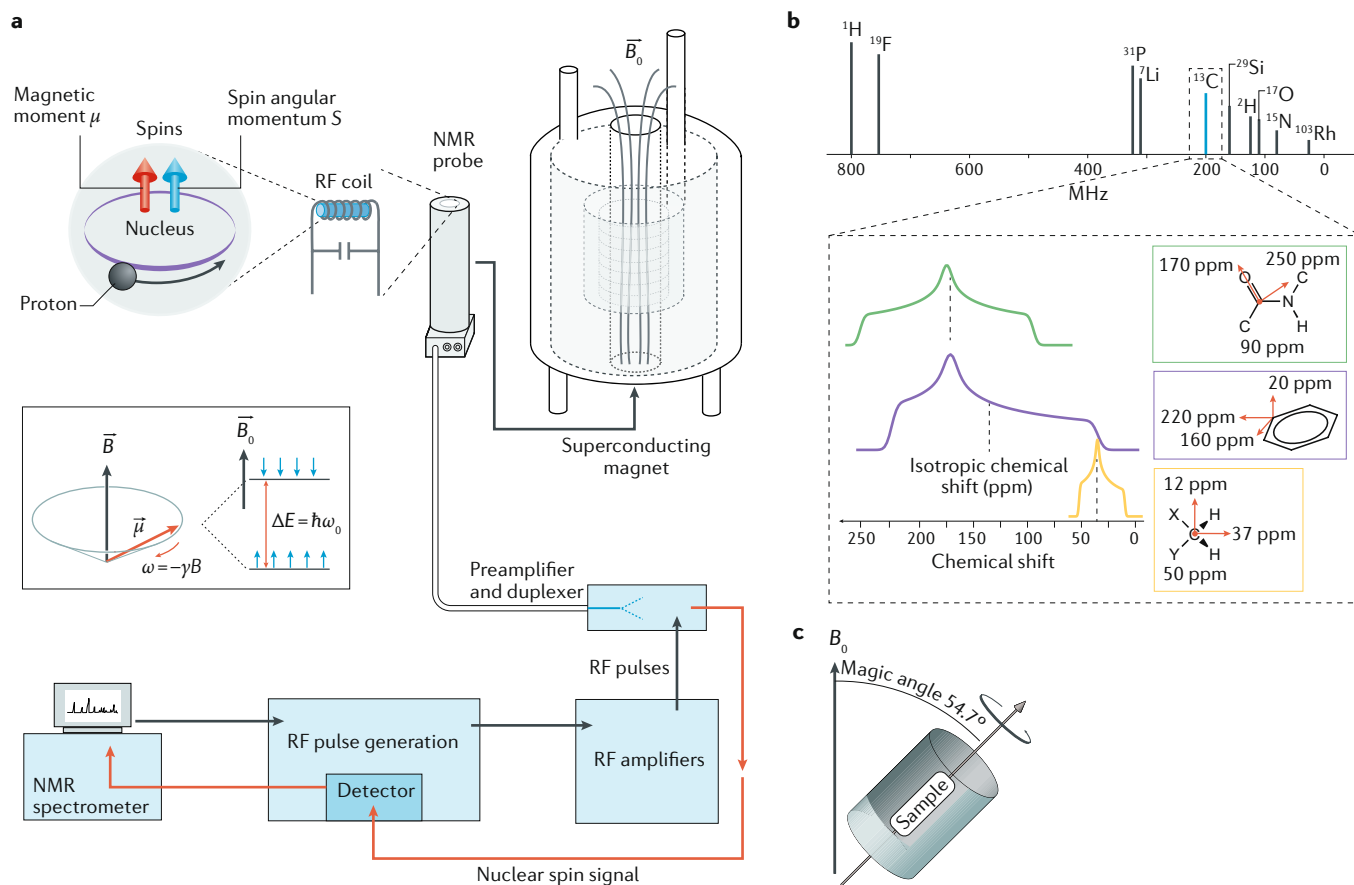 a
Magnetic
moment μ
Spins
Spin angular
momentum S
Nucleus
Proton
RF coil
NMR
probe
B⃗₀
Superconducting
magnet
B⃗
μ⃗
ω = –γB
B⃗₀
ΔE = ħω₀
Preamplifier
and duplexer
RF pulses
RF pulse generation
RF amplifiers
Detector
NMR
spectrometer
Nuclear spin signal
b
¹H
¹⁹F
³¹P
⁷Li
¹³C
²⁹Si
²H
¹⁷O
¹⁵N
¹⁰³Rh
800 600 400 200 100 0
MHz
170 ppm
250 ppm
O
C
N
C
H
90 ppm
20 ppm
220 ppm
160 ppm
Isotropic chemical
shift (ppm)
12 ppm
X
H
C
37 ppm
Y
H
50 ppm
250 200 150 100 50 0
Chemical shift
c
B₀
Magic angle 54.7º
Sample